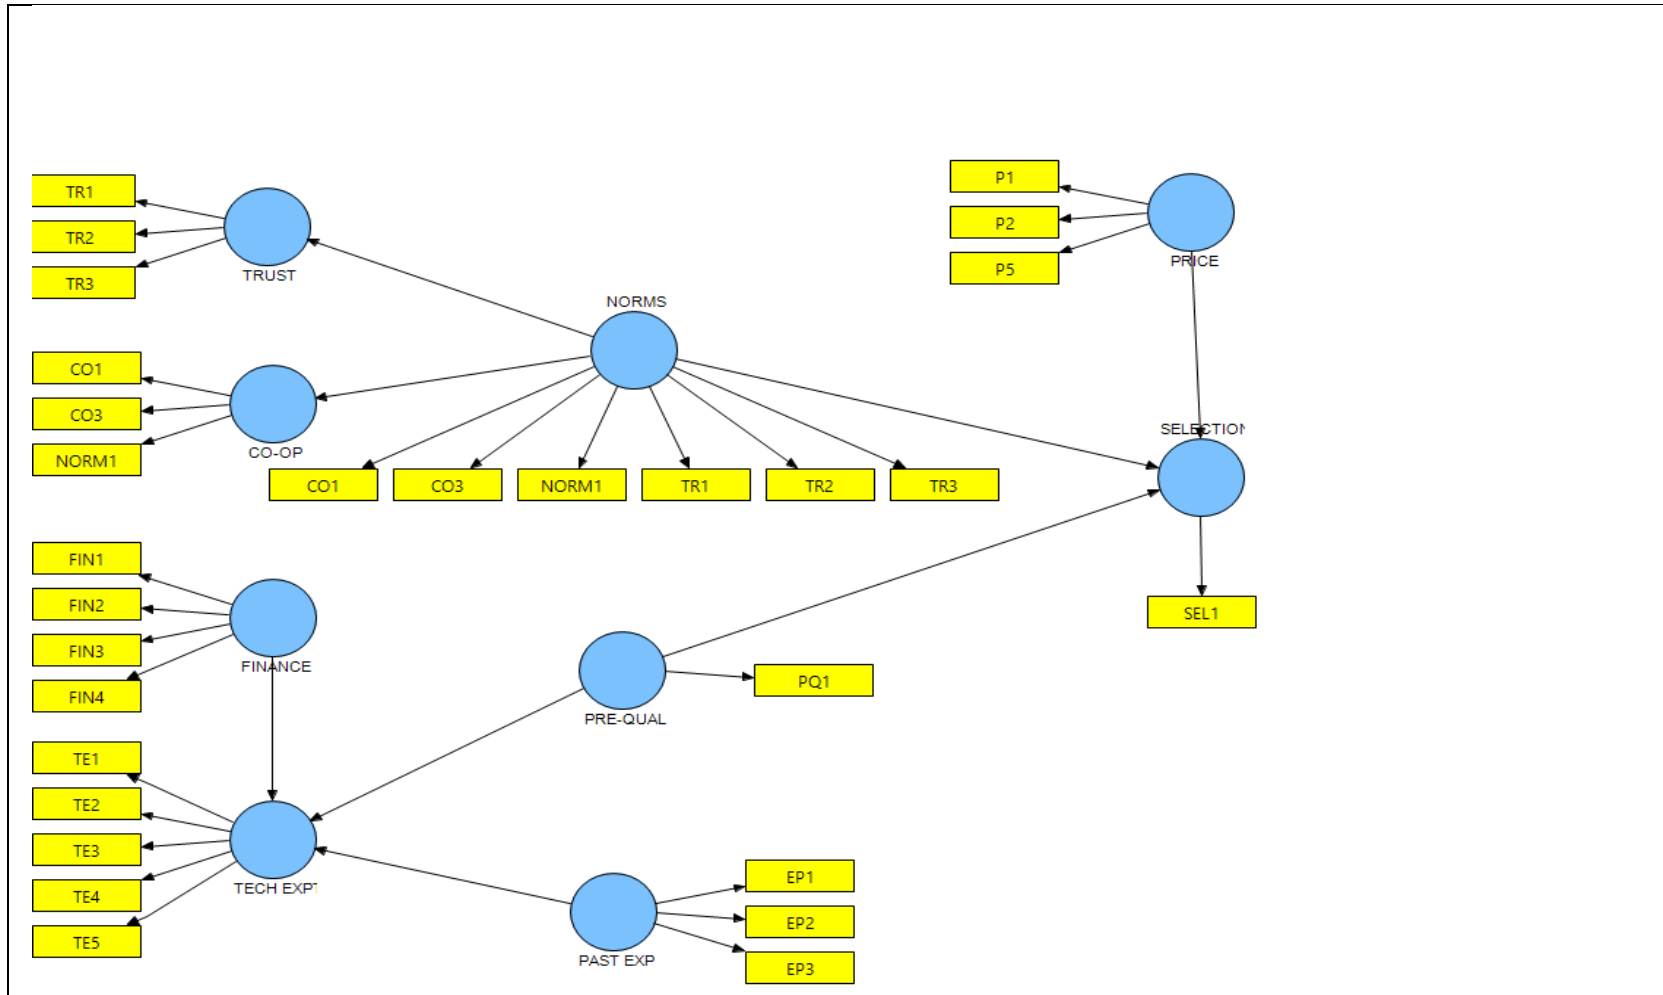 TR1
TR2
TR3
TRUST
P1
P2
P5
PRICE
NORMS
CO1
CO3
NORM1
CO-OP
CO1
CO3
NORM1
TR1
TR2
TR3
SELECTION
SEL1
FIN1
FIN2
FIN3
FIN4
FINANCE
PQ1
PRE-QUAL
TE1
TE2
TE3
TE4
TE5
TECH EXPT
EP1
EP2
EP3
PAST EXP